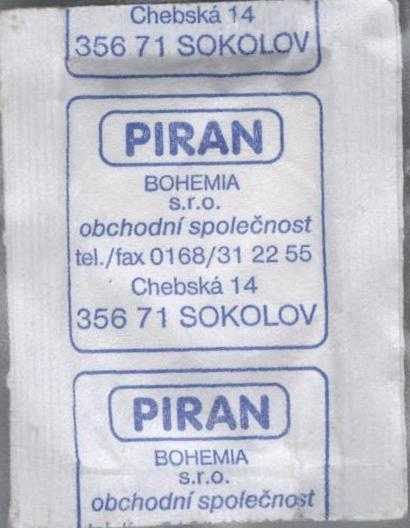 Chebská 14
356 71 SOKOLOV
PIRAN
BOHEMIA
s.r.o.
obchodní společnost
tel./fax 0168/31 22 55
Chebská 14
356 71 SOKOLOV
PIRAN
BOHEMIA
s.r.o.
obchodní společnost